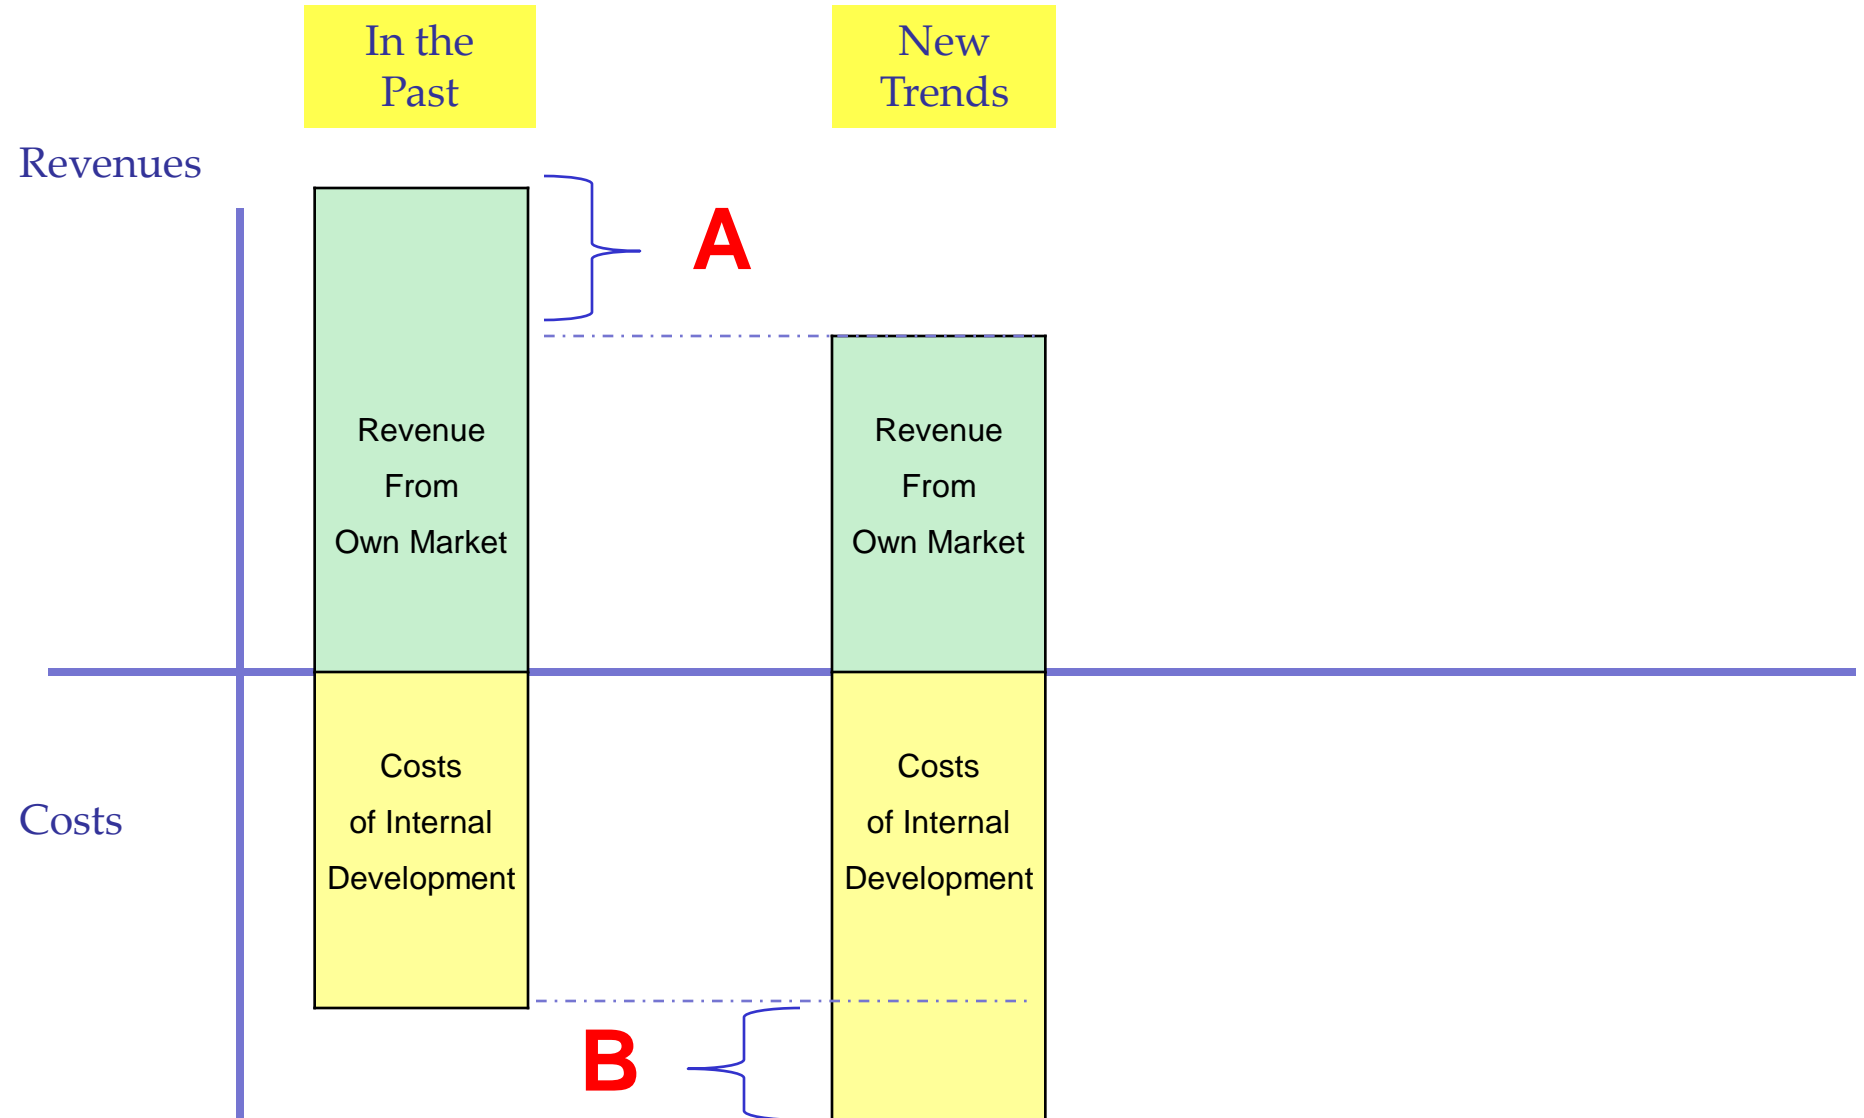 In the
Past
New
Trends
Revenues
A
Revenue
From
Own Market
Revenue
From
Own Market
Costs
Costs
of Internal
Development
Costs
of Internal
Development
B